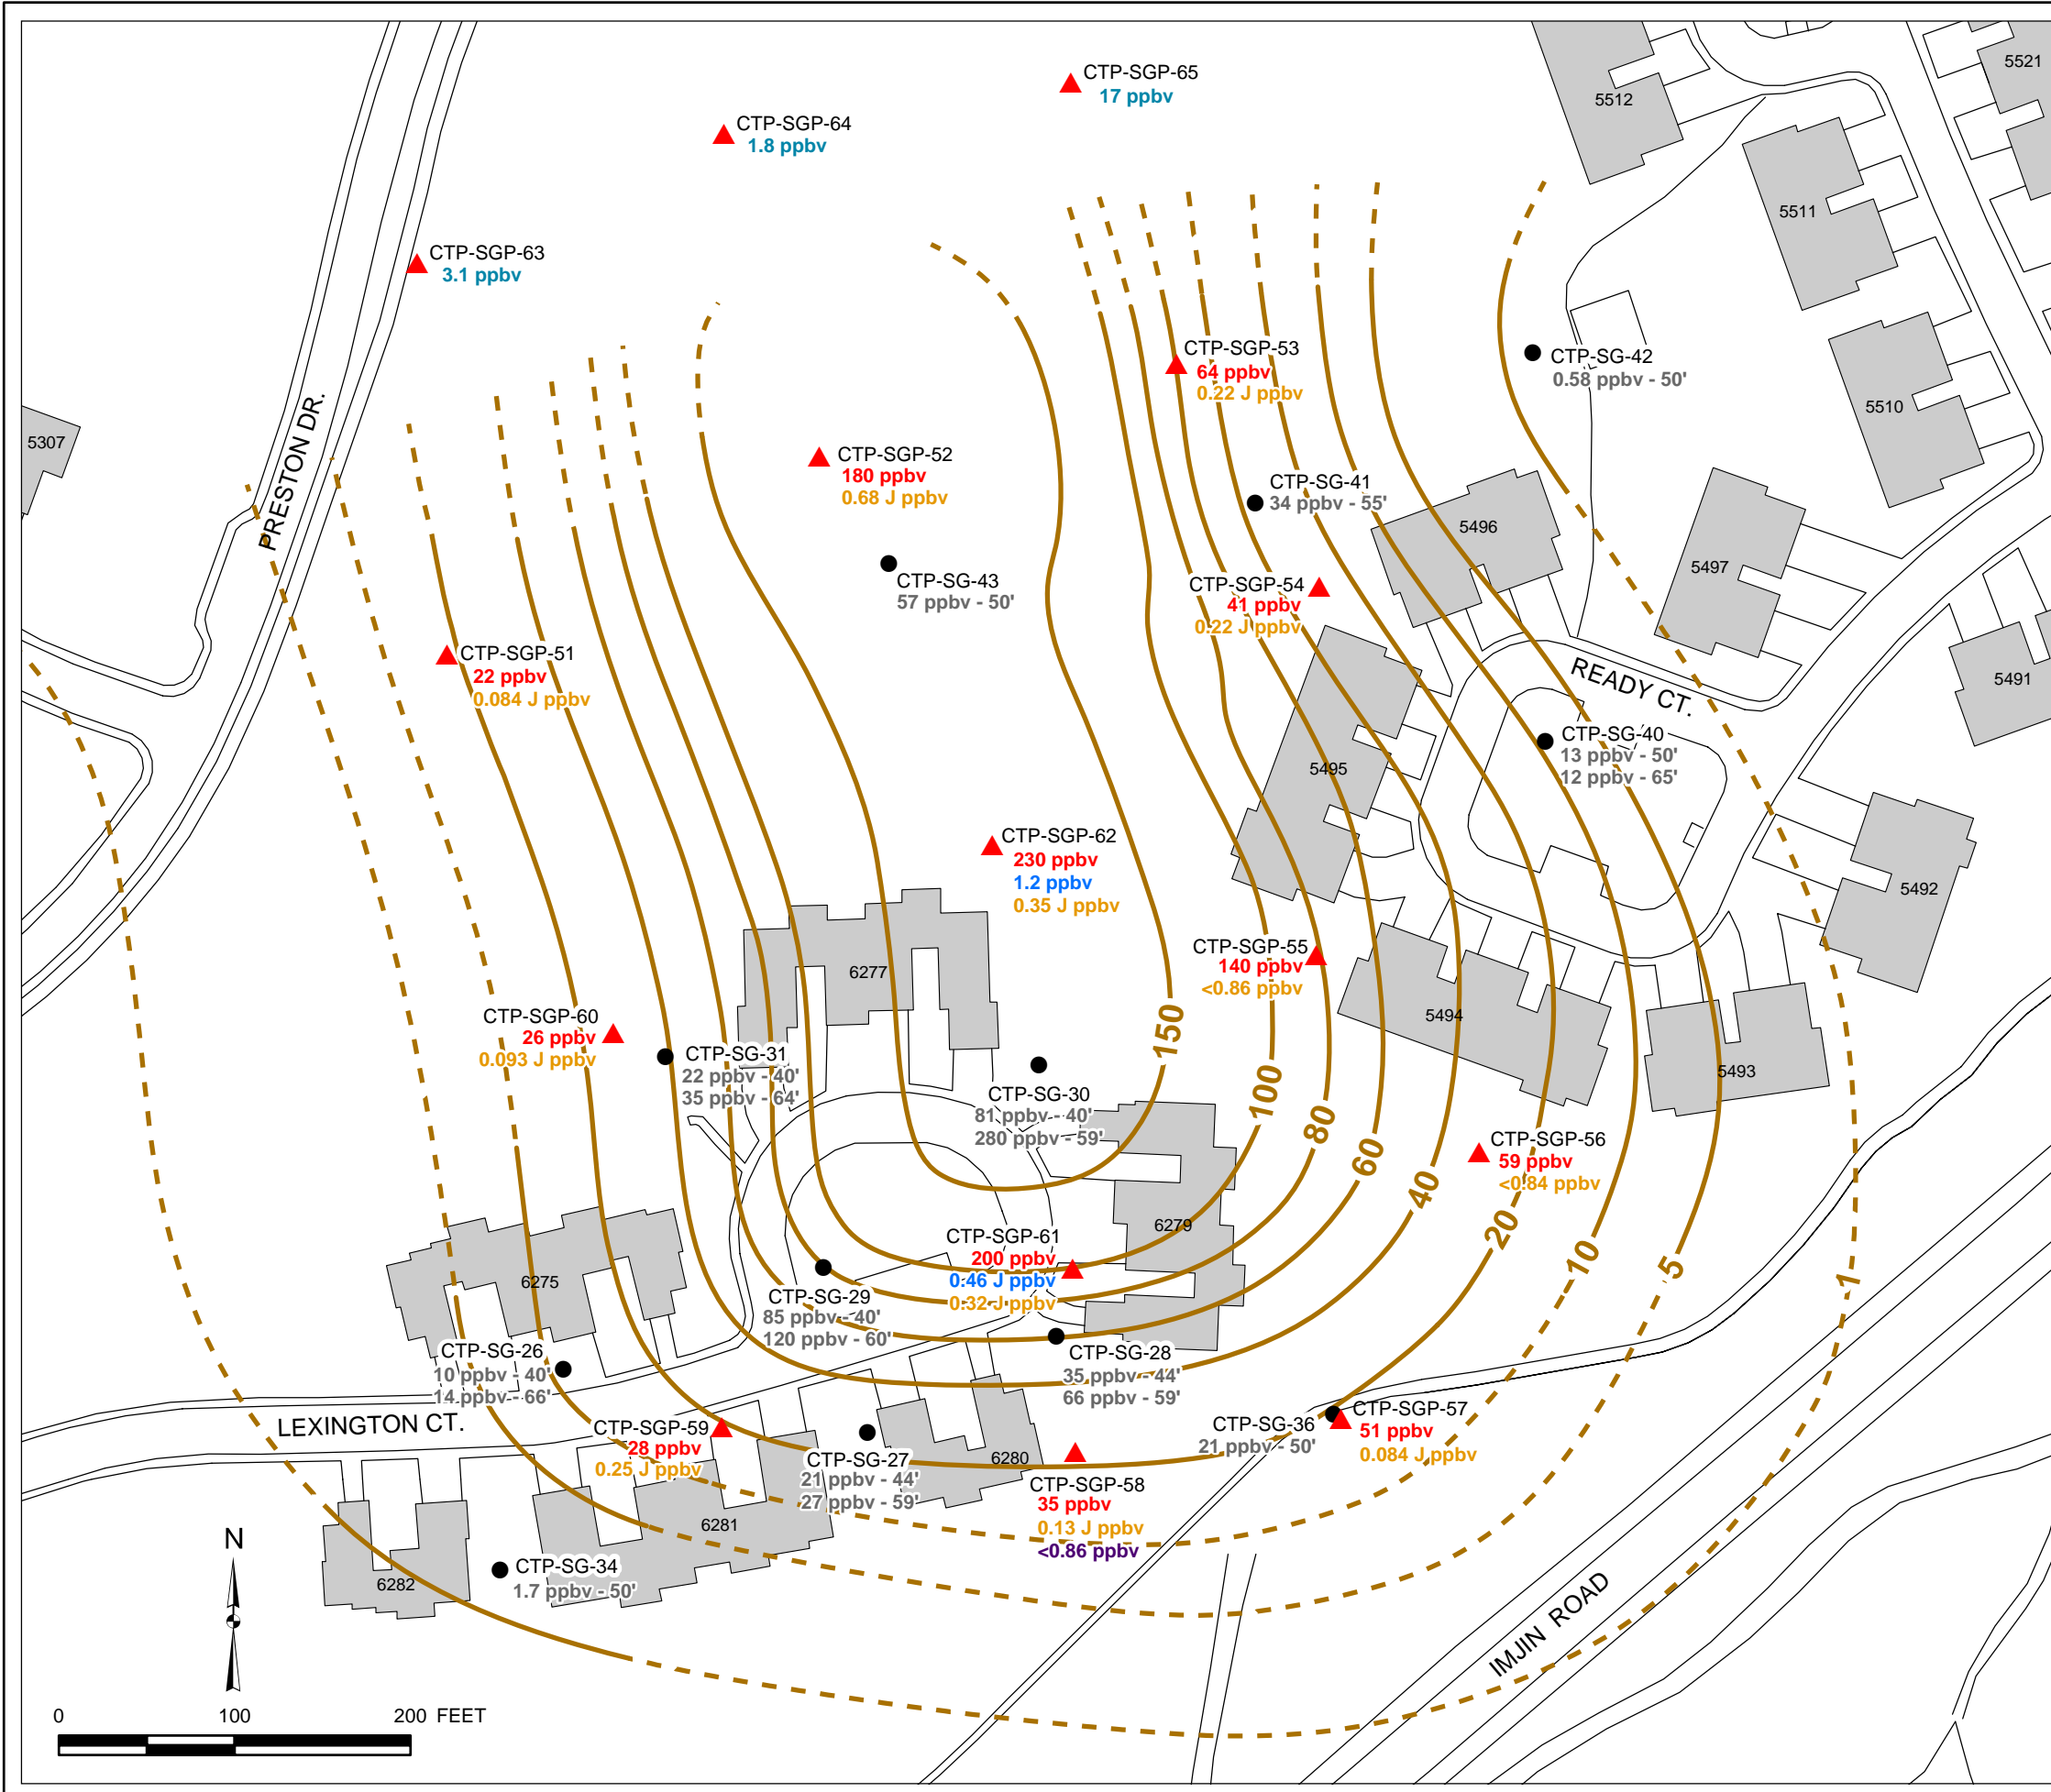 CTP-SGP-65
17 ppbv
CTP-SGP-64
1.8 ppbv
CTP-SGP-63
3.1 ppbv
5512
5521
5511
5510
5307
PRESTON DR.
CTP-SGP-53
64 ppbv
0.22 J ppbv
CTP-SG-42
0.58 ppbv - 50'
CTP-SGP-52
180 ppbv
0.68 J ppbv
CTP-SG-41
34 ppbv - 55'
5496
5497
CTP-SG-43
57 ppbv - 50'
CTP-SGP-54
41 ppbv
0.22 J ppbv
CTP-SGP-51
22 ppbv
0.084 J ppbv
READY CT.
5491
CTP-SG-40
13 ppbv - 50'
12 ppbv - 65'
5495
CTP-SGP-62
230 ppbv
1.2 ppbv
0.35 J ppbv
5492
6277
CTP-SGP-55
140 ppbv
<0.86 ppbv
5494
CTP-SGP-60
26 ppbv
0.093 J ppbv
CTP-SG-31
22 ppbv - 40'
35 ppbv - 64'
CTP-SG-30
81 ppbv - 40'
280 ppbv - 59'
5493
150
100
80
60
40
20
10
5
1
CTP-SGP-56
59 ppbv
<0.84 ppbv
6279
CTP-SGP-61
200 ppbv
0.46 J ppbv
0.32 J ppbv
6275
CTP-SG-29
85 ppbv - 40'
120 ppbv - 60'
CTP-SG-26
10 ppbv - 40'
14 ppbv - 66'
CTP-SG-28
35 ppbv - 44'
66 ppbv - 59'
LEXINGTON CT.
CTP-SGP-59
28 ppbv
0.25 J ppbv
CTP-SG-27
21 ppbv - 44'
27 ppbv - 59'
6280
CTP-SG-36
21 ppbv - 50'
CTP-SGP-57
51 ppbv
0.084 J ppbv
CTP-SGP-58
35 ppbv
0.13 J ppbv
<0.86 ppbv
6281
6282
CTP-SG-34
1.7 ppbv - 50'
IMJIN ROAD
N
0 100 200 FEET